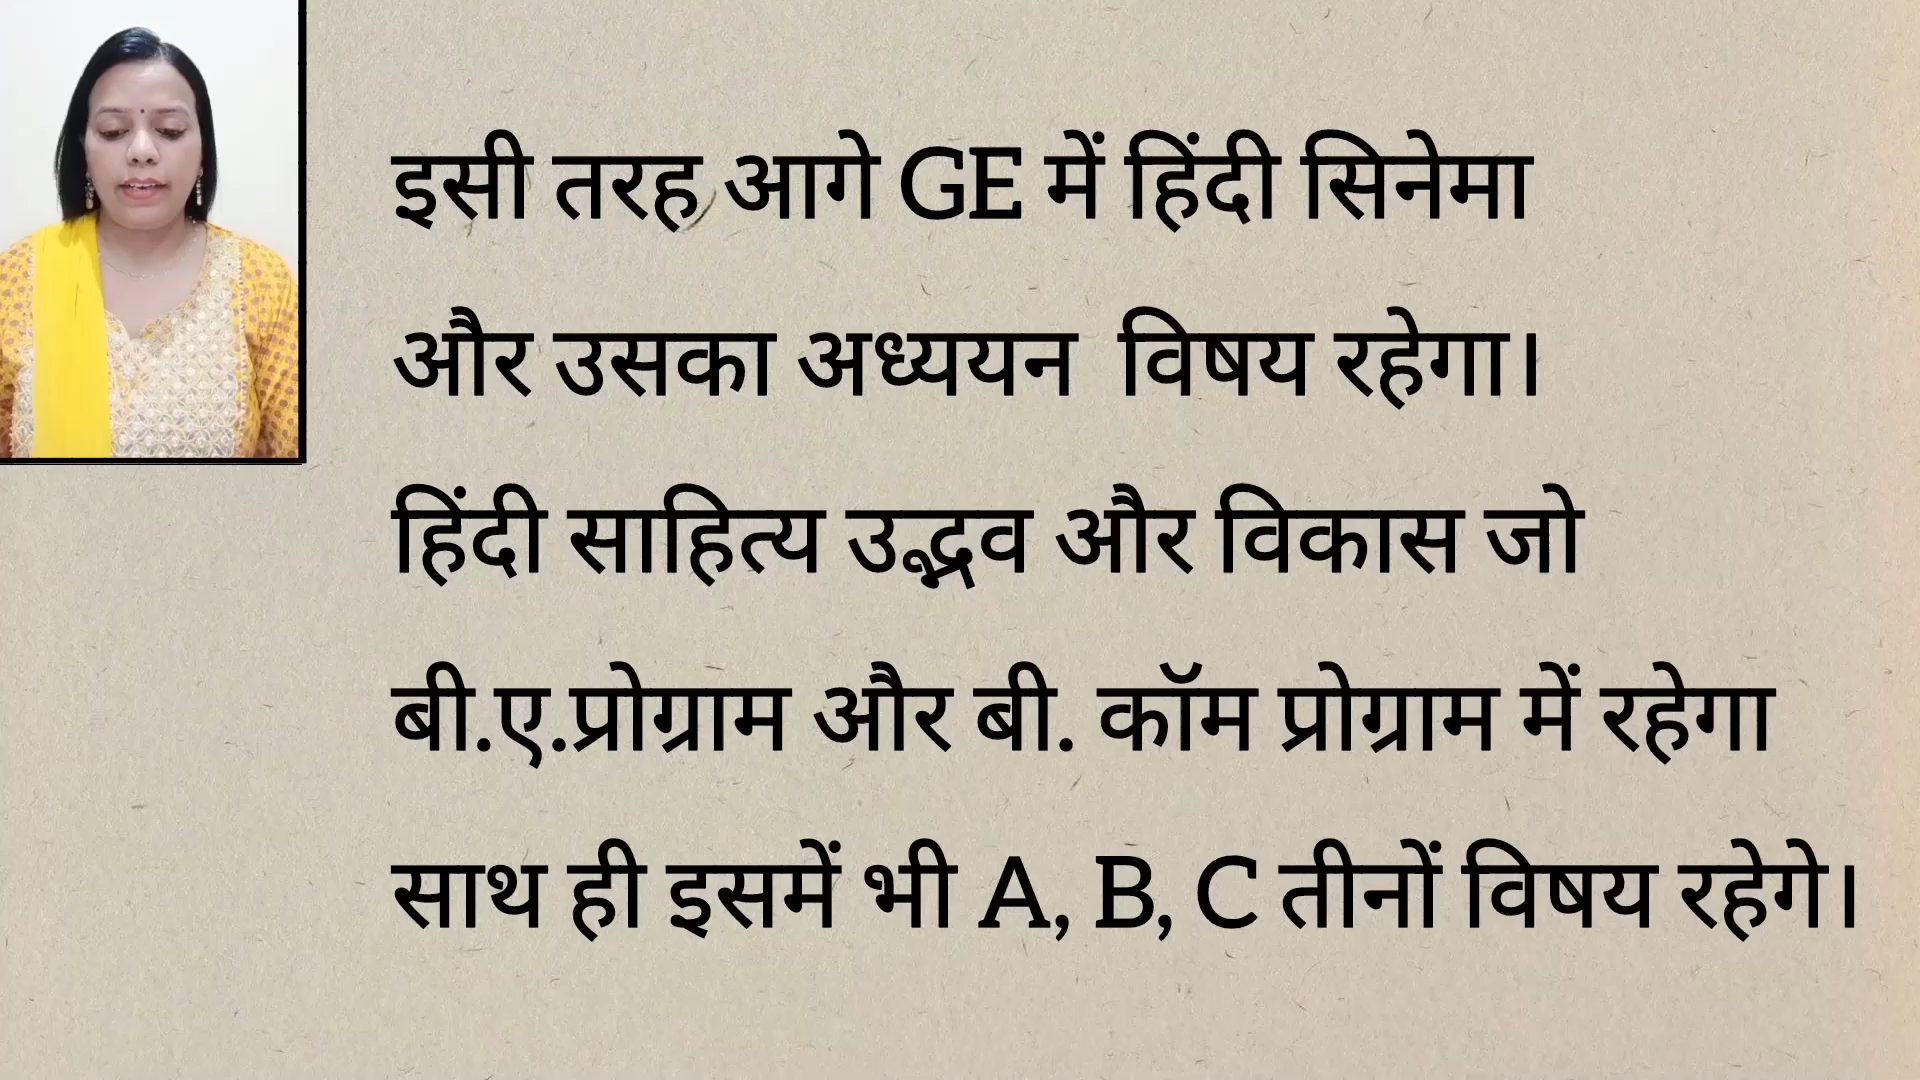 इसी तरह आगे GE में हिंदी सिनेमा
और उसका अध्ययन विषय रहेगा।
हिंदी साहित्य उद्भव और विकास जो
बी.ए.प्रोग्राम और बी. कॉम प्रोग्राम में रहेगा
साथ ही इसमें भी A, B, C तीनों विषय रहेगे।